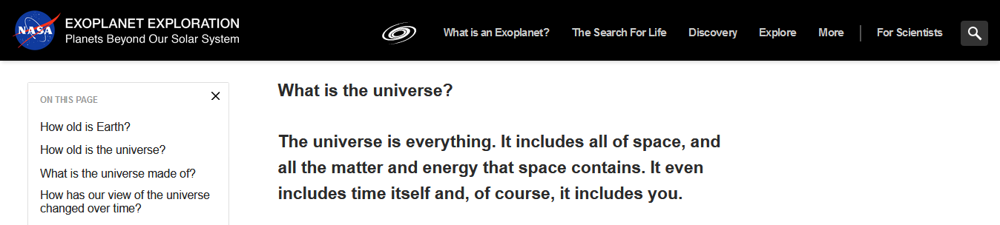 NASA
EXOPLANET EXPLORATION
Planets Beyond Our Solar System
What is an Exoplanet? The Search For Life Discovery Explore More For Scientists
ON THIS PAGE
How old is Earth?
How old is the universe?
What is the universe made of?
How has our view of the universe
changed over time?
What is the universe?
The universe is everything. It includes all of space, and
all the matter and energy that space contains. It even
includes time itself and, of course, it includes you.